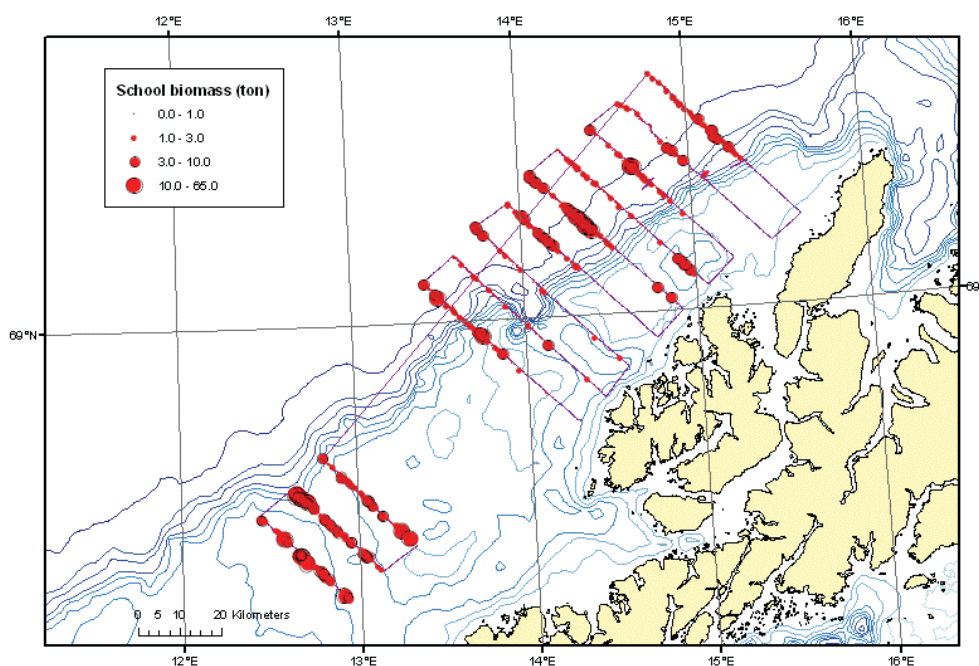 12°E 13°E 14°E 15°E 16°E
School biomass (ton)
0.0 - 1.0
1.0 - 3.0
3.0 - 10.0
10.0 - 65.0
69
69°N
0 5 10 20 Kilometers
12°E 13°E 14°E 15°E 16°E